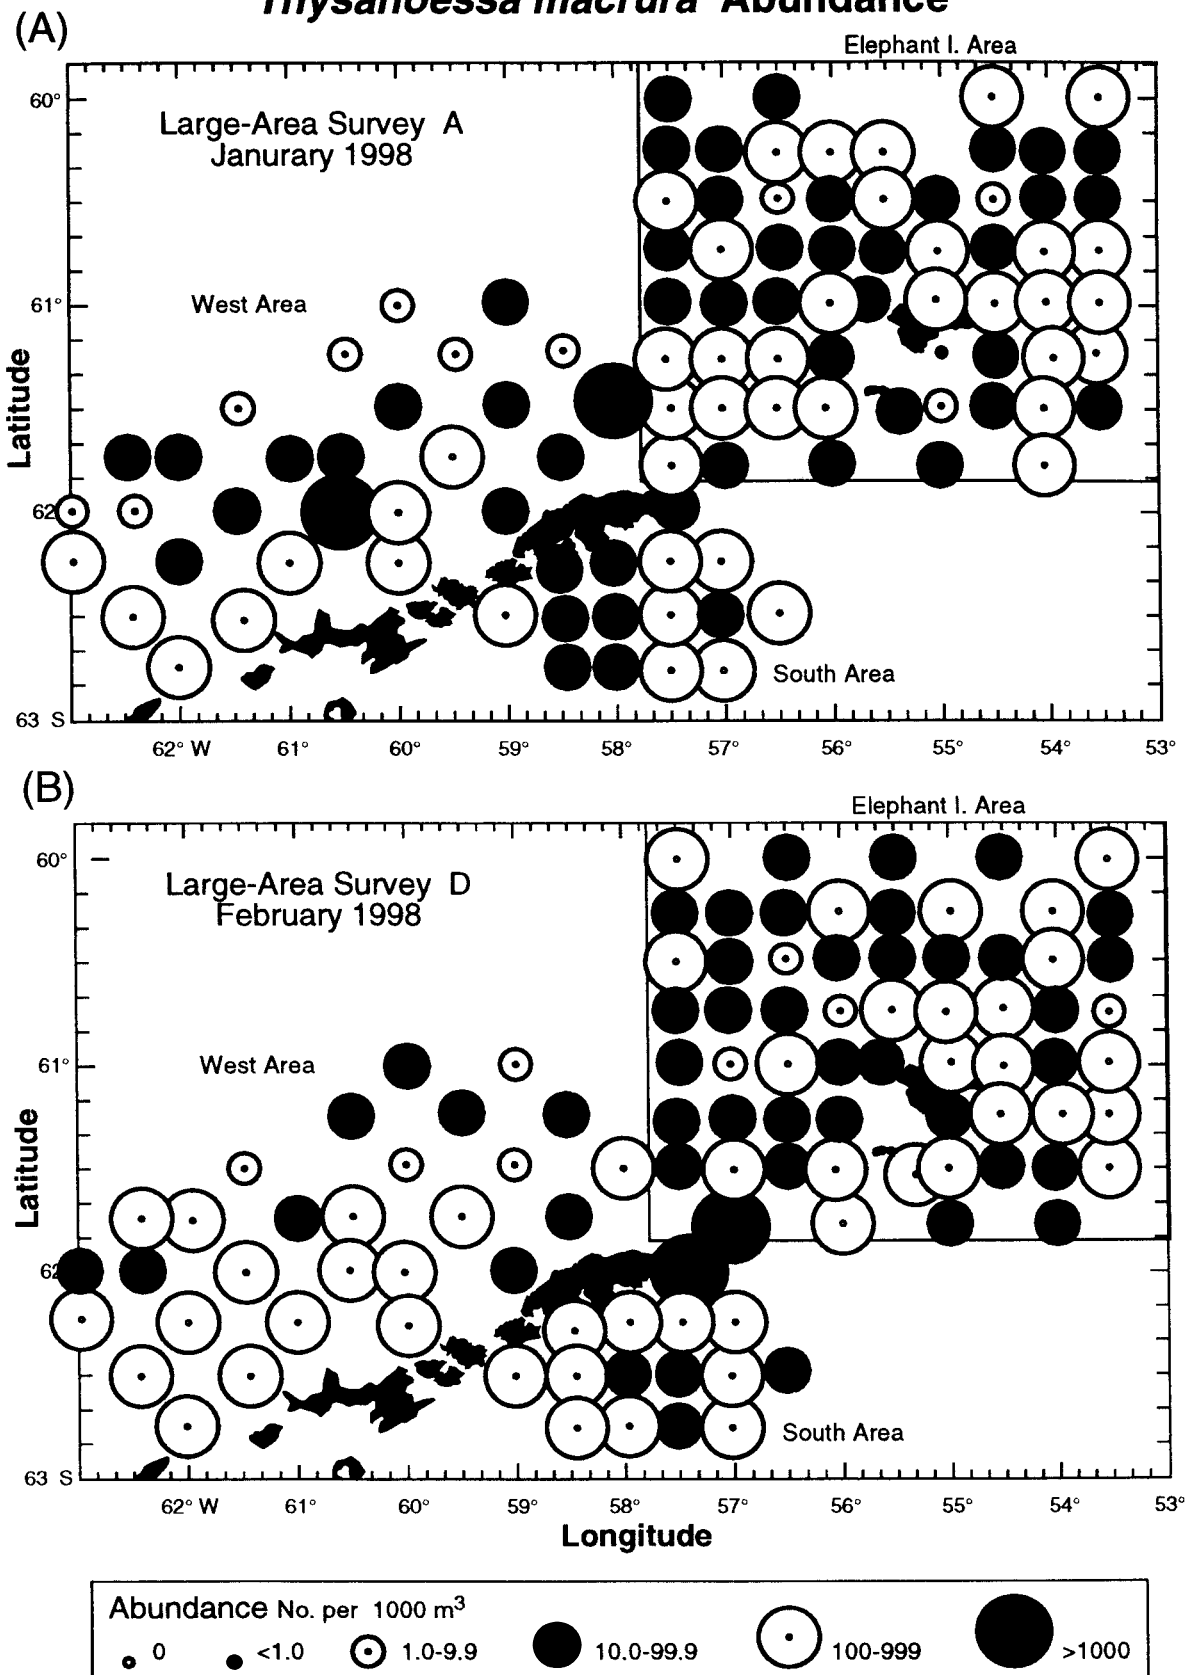 Thysanoessa macrura Abundance
(A)
Elephant I. Area
60°
Large-Area Survey A
Janurary 1998
West Area
61°
Latitude
62
South Area
63 S
62° W 61° 60° 59° 58° 57° 56° 55° 54° 53°
(B)
Elephant I. Area
60°
Large-Area Survey D
February 1998
West Area
61°
Latitude
62
South Area
63 S
62° W 61° 60° 59° 58° 57° 56° 55° 54° 53°
Longitude
Abundance No. per 1000 m³
0 <1.0 1.0-9.9 10.0-99.9 100-999 >1000